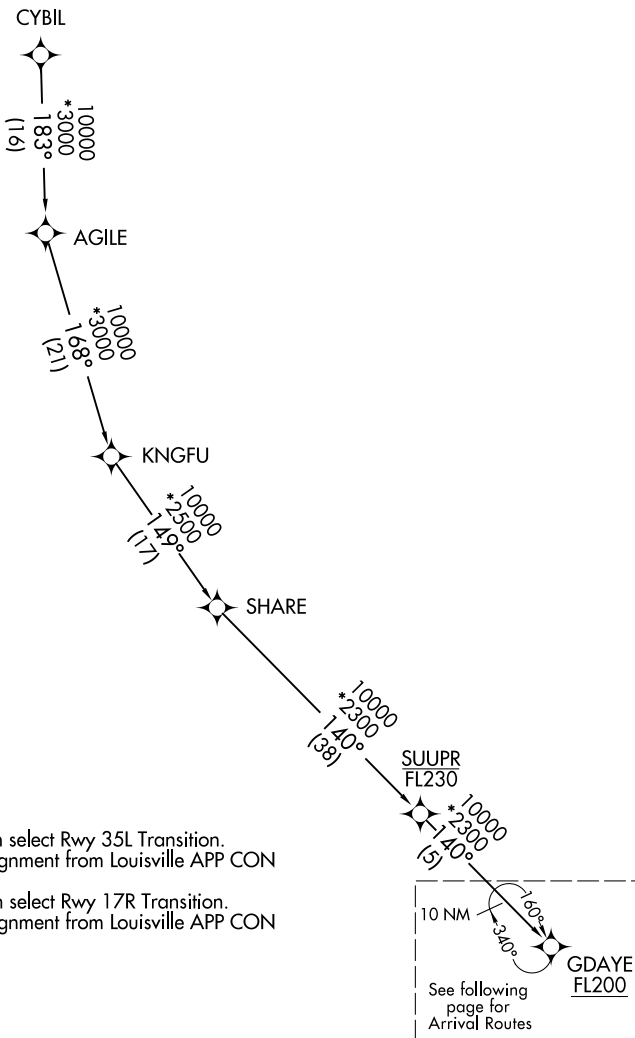 CYBIL
10000
*3000
183°
(16)
AGILE
10000
*3000
168°
(21)
KNGFU
10000
*2500
149°
(17)
SHARE
10000
*2300
140°
(38)
SUUPR
FL230
10000
*2300
140°
(5)
select Rwy 35L Transition.
gnment from Louisville APP CON
select Rwy 17R Transition.
gnment from Louisville APP CON
10 NM
160°
340°
GDAYE
FL200
See following
page for
Arrival Routes